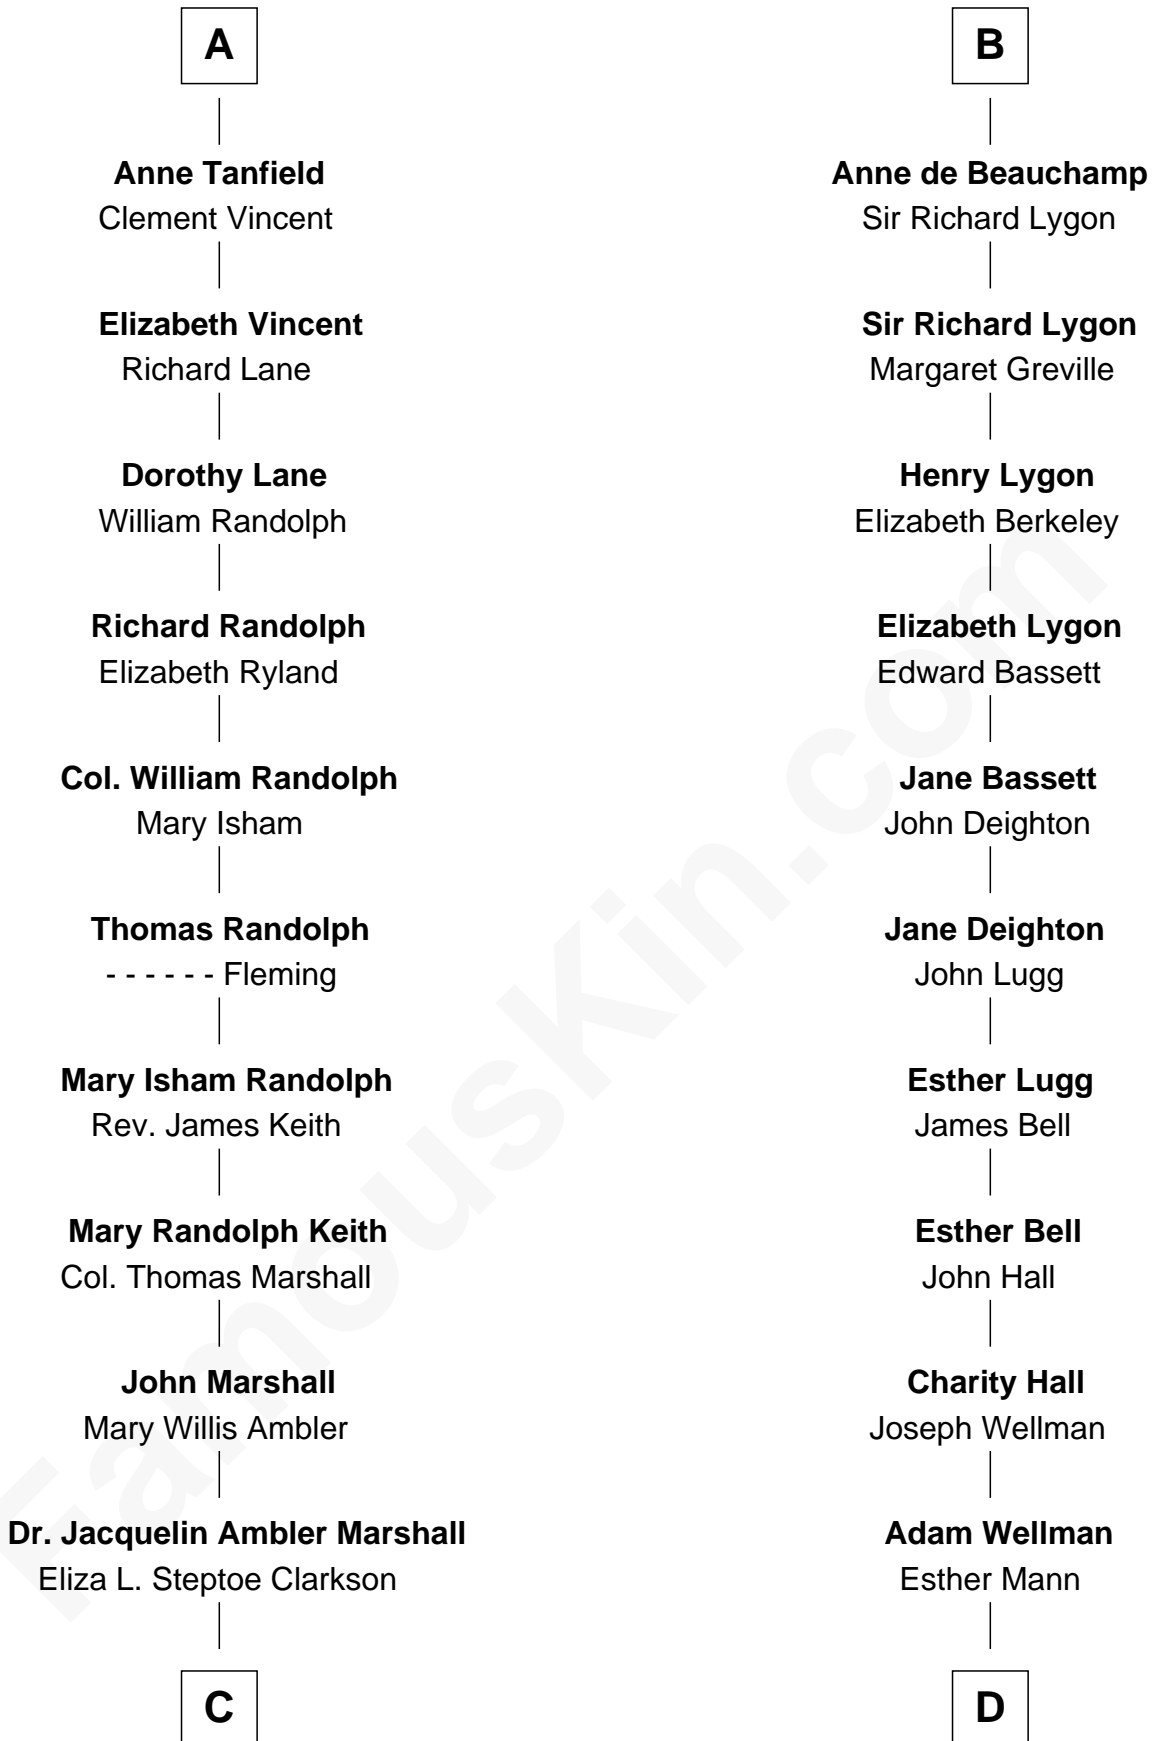 A
Anne Tanfield
Clement Vincent
Elizabeth Vincent
Richard Lane
Dorothy Lane
William Randolph
Richard Randolph
Elizabeth Ryland
Col. William Randolph
Mary Isham
Thomas Randolph
- - - - - - Fleming
Mary Isham Randolph
Rev. James Keith
Mary Randolph Keith
Col. Thomas Marshall
John Marshall
Mary Willis Ambler
Dr. Jacquelin Ambler Marshall
Eliza L. Steptoe Clarkson
C
B
Anne de Beauchamp
Sir Richard Lygon
Sir Richard Lygon
Margaret Greville
Henry Lygon
Elizabeth Berkeley
Elizabeth Lygon
Edward Bassett
Jane Bassett
John Deighton
Jane Deighton
John Lugg
Esther Lugg
James Bell
Esther Bell
John Hall
Charity Hall
Joseph Wellman
Adam Wellman
Esther Mann
D
FamousKin.com